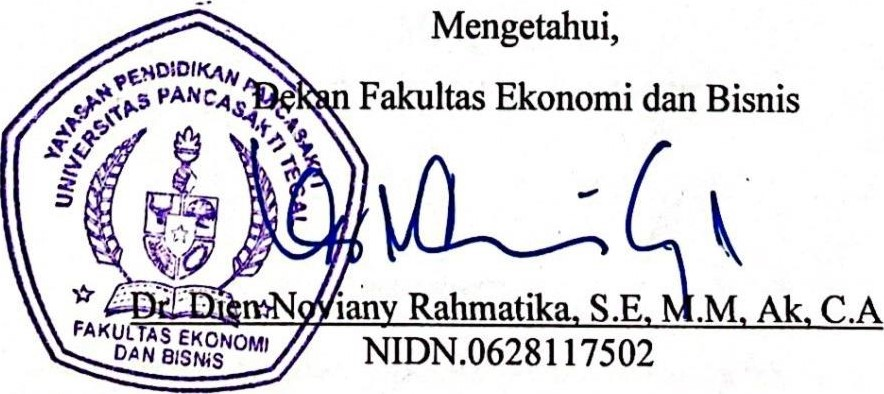 Mengetahui,
Dekan Fakultas Ekonomi dan Bisnis
YAYASAN PENDIDIKAN PANCASAKTI
UNIVERSITAS PANCASAKTI TEGAL
Dr. Dien Noviany Rahmatika, S.E, M.M, Ak, C.A
FAKULTAS EKONOMI
DAN BISNIS
NIDN.0628117502